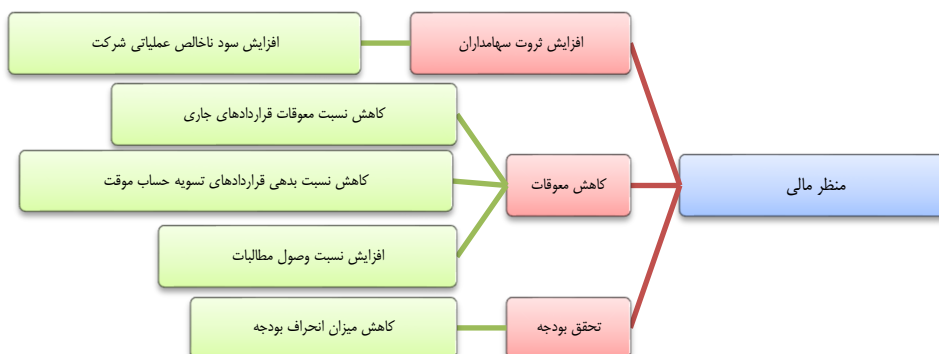 منظر مالی
افزایش ثروت سهامداران
افزایش سود ناخالص عملیاتی شرکت
کاهش معوقات
کاهش نسبت معوقات قراردادهای جاری
کاهش نسبت بدهی قراردادهای تسویه حساب موقت
افزایش نسبت وصول مطالبات
تحقق بودجه
کاهش میزان انحراف بودجه